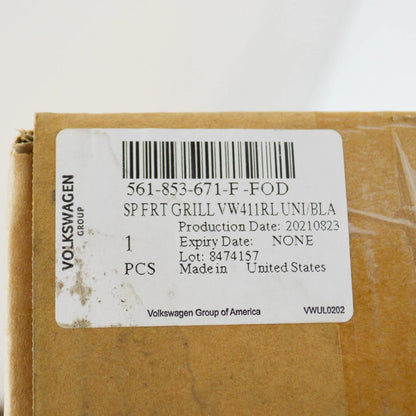 VOLKSWAGEN
GROUP
561-853-671-F -FOD
SP FRT GRILL VW411RL UNI/BLA
Production Date: 20210823
1 Expiry Date: NONE
Lot: 8474157
PCS Made in United States
Volkswagen Group of America VWUL0202